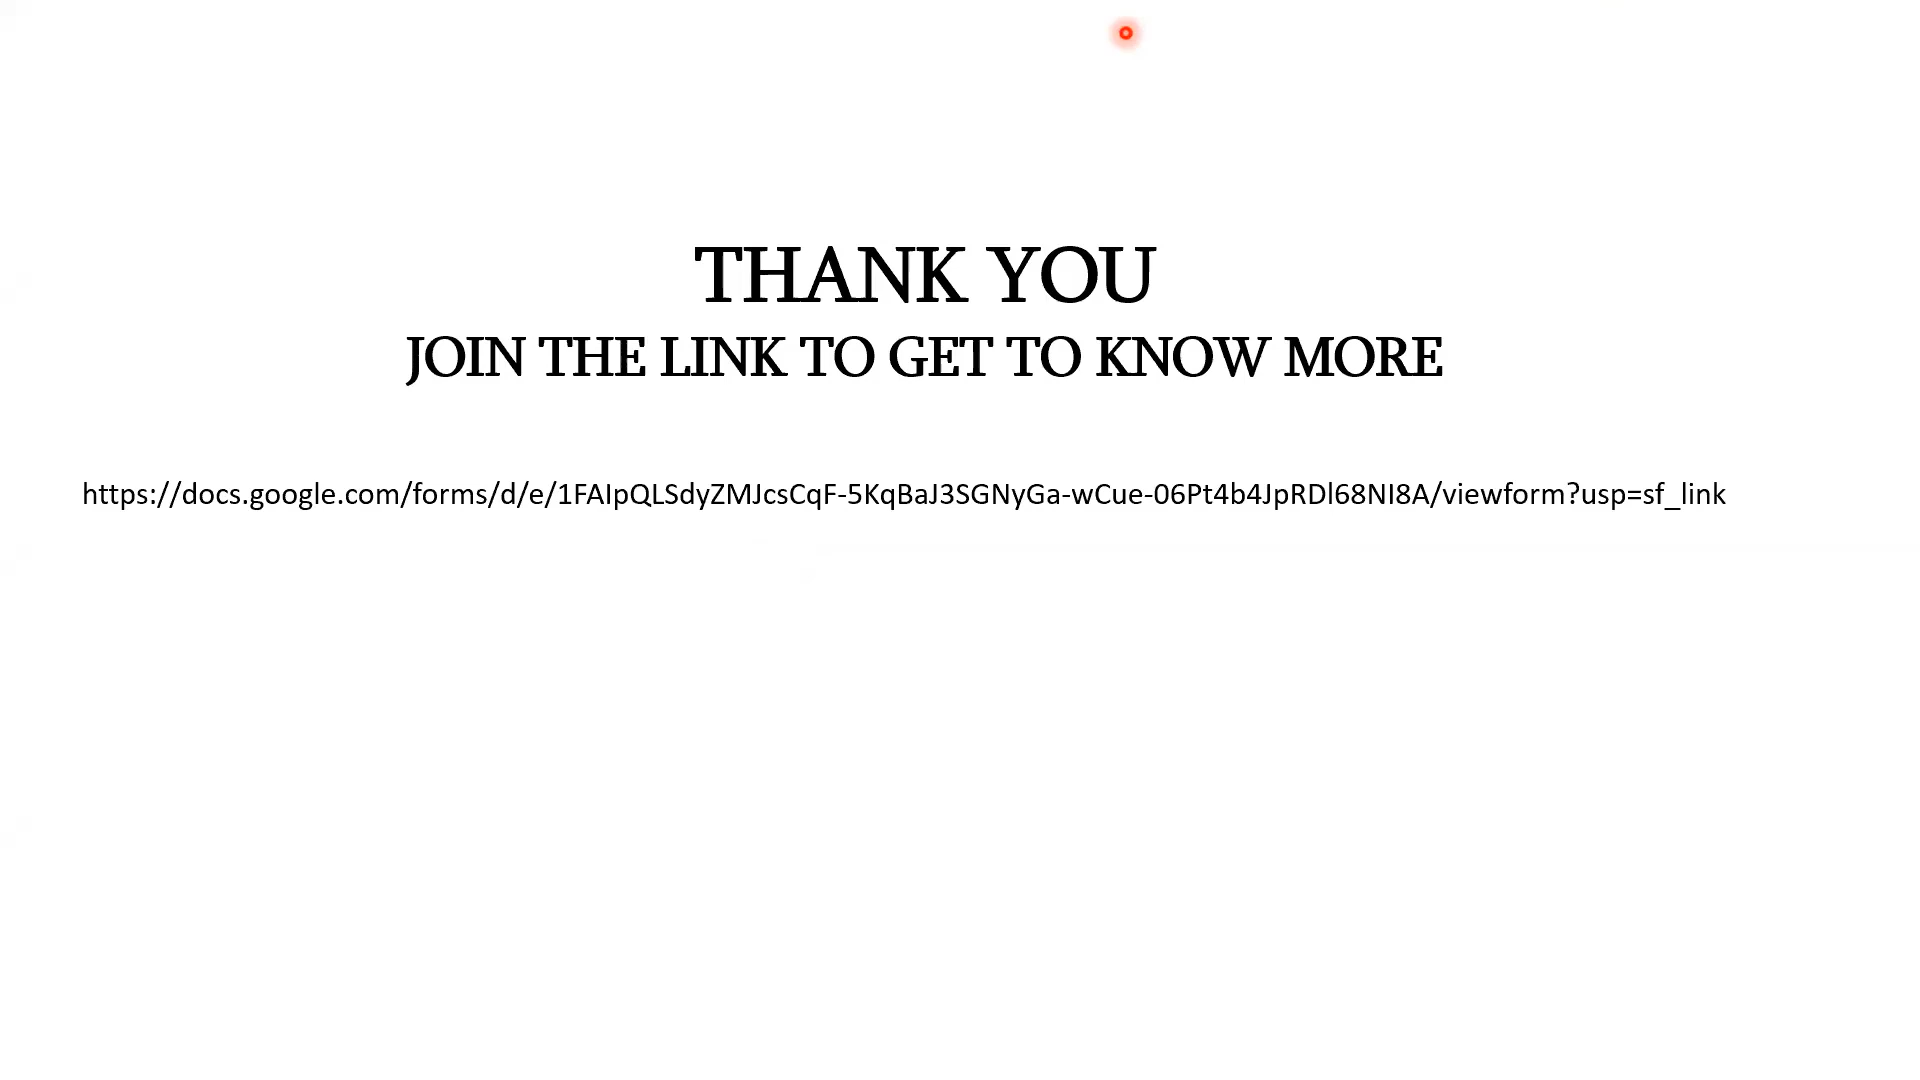 THANK YOU
JOIN THE LINK TO GET TO KNOW MORE
https://docs.google.com/forms/d/e/1FAIpQLSdyZMJcsCqF-5KqBaJ3SGNyGa-wCue-06Pt4b4JpRDl68NI8A/viewform?usp=sf_link